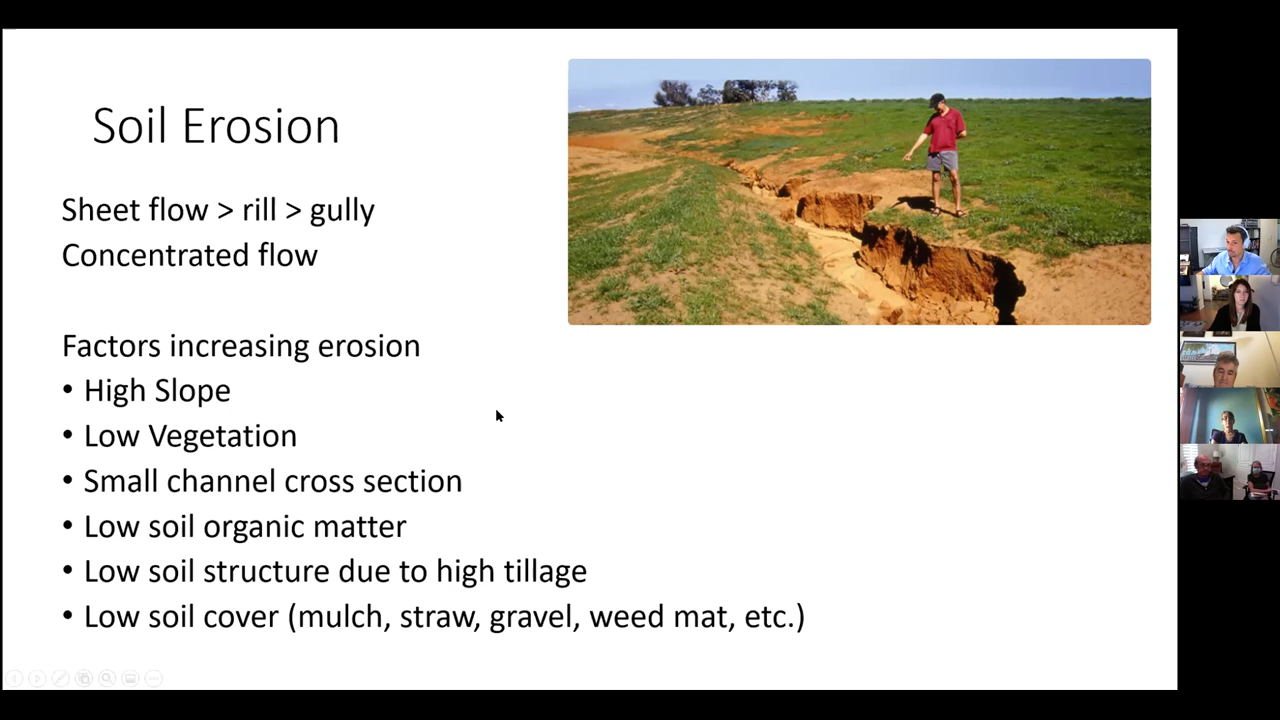 Soil Erosion
Sheet flow > rill > gully
Concentrated flow
Factors increasing erosion
• High Slope
• Low Vegetation
• Small channel cross section
• Low soil organic matter
• Low soil structure due to high tillage
• Low soil cover (mulch, straw, gravel, weed mat, etc.)